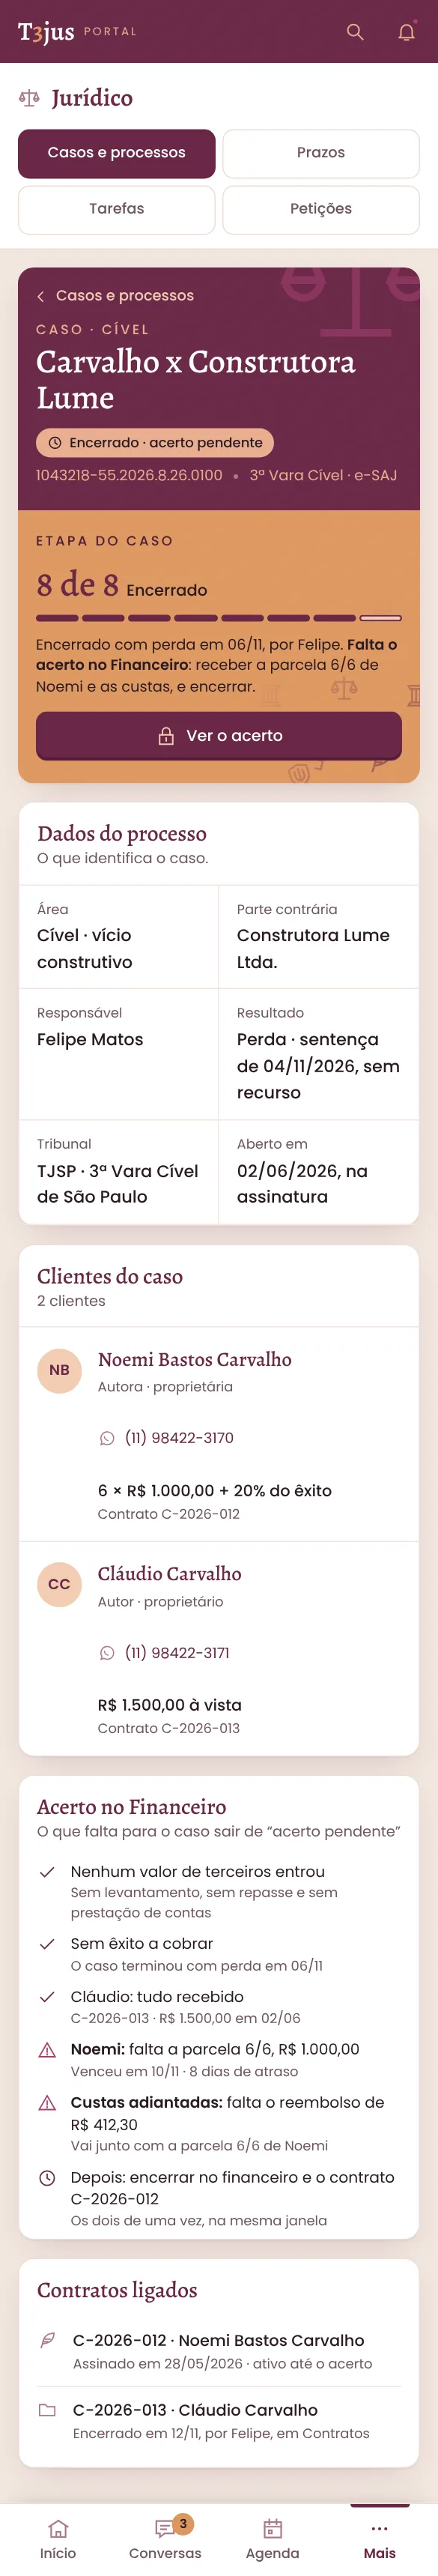 T3jus PORTAL
Jurídico
Casos e processos
Prazos
Tarefas
Petições
Casos e processos
CASO · CÍVEL
Carvalho x Construtora
Lume
Encerrado · acerto pendente
1043218-55.2026.8.26.0100 • 3ª Vara Cível · e-SAJ
ETAPA DO CASO
8 de 8 Encerrado
Encerrado com perda em 06/11, por Felipe. Falta o
acerto no Financeiro: receber a parcela 6/6 de
Noemi e as custas, e encerrar.
Ver o acerto
Dados do processo
O que identifica o caso.
Área
Cível · vício
construtivo
Parte contrária
Construtora Lume
Ltda.
Responsável
Felipe Matos
Resultado
Perda · sentença
de 04/11/2026, sem
recurso
Tribunal
TJSP · 3ª Vara Cível
de São Paulo
Aberto em
02/06/2026, na
assinatura
Clientes do caso
2 clientes
NB
Noemi Bastos Carvalho
Autora · proprietária
(11) 98422-3170
6 × R$ 1.000,00 + 20% do êxito
Contrato C-2026-012
CC
Cláudio Carvalho
Autor · proprietário
(11) 98422-3171
R$ 1.500,00 à vista
Contrato C-2026-013
Acerto no Financeiro
O que falta para o caso sair de “acerto pendente”
Nenhum valor de terceiros entrou
Sem levantamento, sem repasse e sem
prestação de contas
Sem êxito a cobrar
O caso terminou com perda em 06/11
Cláudio: tudo recebido
C-2026-013 · R$ 1.500,00 em 02/06
Noemi: falta a parcela 6/6, R$ 1.000,00
Venceu em 10/11 · 8 dias de atraso
Custas adiantadas: falta o reembolso de
R$ 412,30
Vai junto com a parcela 6/6 de Noemi
Depois: encerrar no financeiro e o contrato
C-2026-012
Os dois de uma vez, na mesma janela
Contratos ligados
C-2026-012 · Noemi Bastos Carvalho
Assinado em 28/05/2026 · ativo até o acerto
C-2026-013 · Cláudio Carvalho
Encerrado em 12/11, por Felipe, em Contratos
3
Início
Conversas
Agenda
Mais